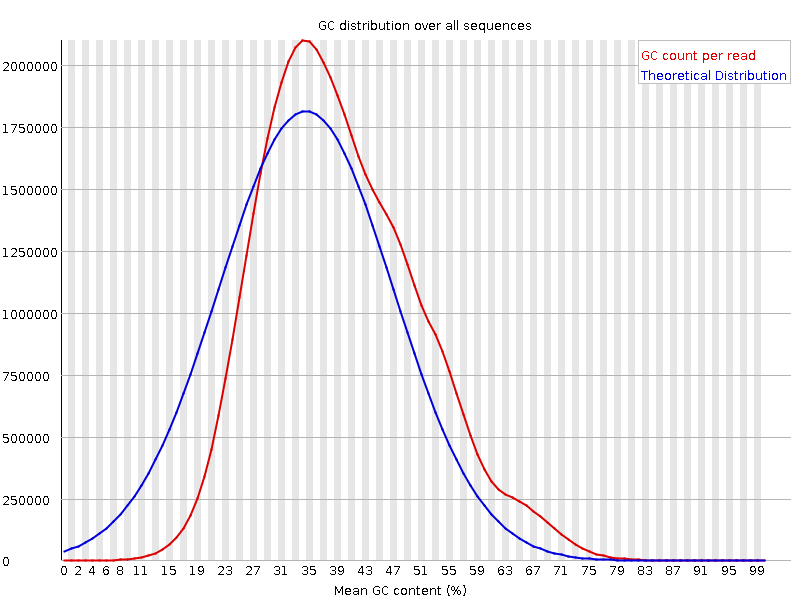 GC distribution over all sequences
GC count per read
Theoretical Distribution
2000000
1750000
1500000
1250000
1000000
750000
500000
250000
0
0 2 4 6 8 11 15 19 23 27 31 35 39 43 47 51 55 59 63 67 71 75 79 83 87 91 95 99
Mean GC content (%)